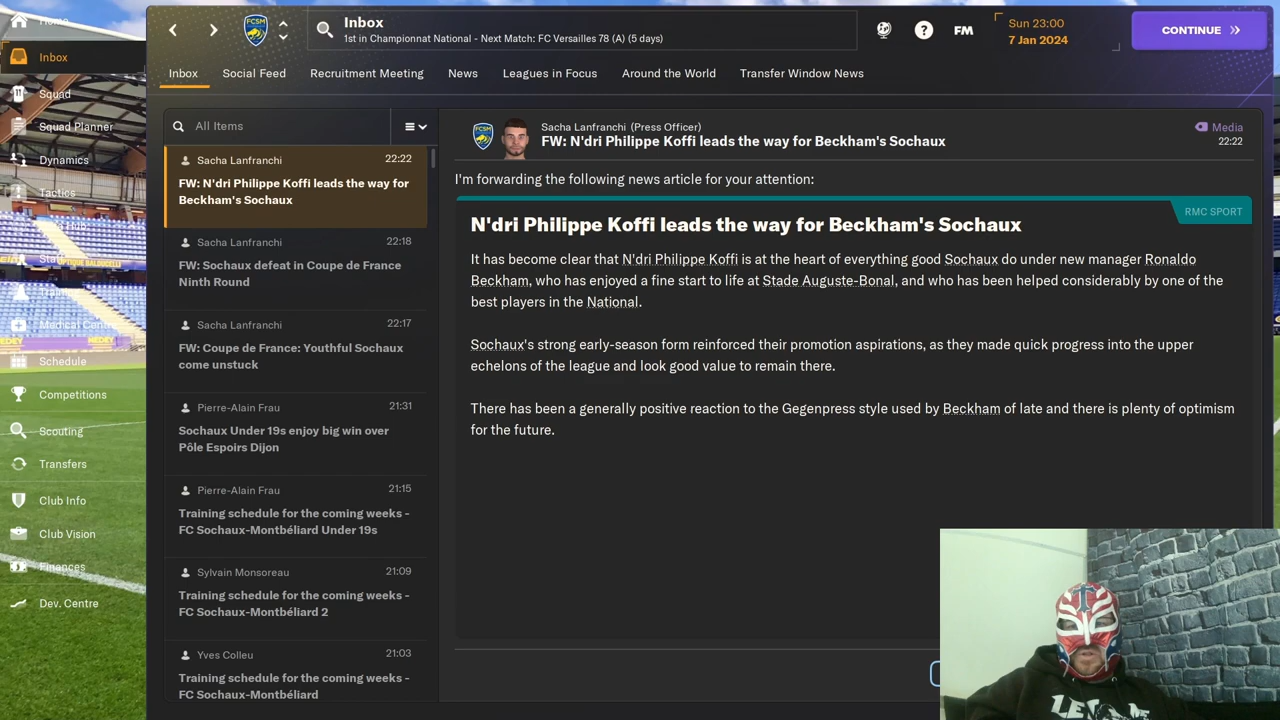 Home
Inbox
Squad
Squad Planner
Dynamics
Tactics
Medical Centre
Schedule
Competitions
Scouting
Transfers
Club Info
Club Vision
Finances
Dev. Centre
FCSM
Inbox
1st in Championnat National - Next Match: FC Versailles 78 (A) (5 days)
?
FM
Sun 23:00
7 Jan 2024
CONTINUE
Inbox
Social Feed
Recruitment Meeting
News
Leagues in Focus
Around the World
Transfer Window News
All Items
Sacha Lanfranchi 22:22
FW: N'dri Philippe Koffi leads the way for
Beckham's Sochaux
Sacha Lanfranchi 22:18
FW: Sochaux defeat in Coupe de France
Ninth Round
Sacha Lanfranchi 22:17
FW: Coupe de France: Youthful Sochaux
come unstuck
Pierre-Alain Frau 21:31
Sochaux Under 19s enjoy big win over
Pôle Espoirs Dijon
Pierre-Alain Frau 21:15
Training schedule for the coming weeks -
FC Sochaux-Montbéliard Under 19s
Sylvain Monsoreau 21:09
Training schedule for the coming weeks -
FC Sochaux-Montbéliard 2
Yves Colleu 21:03
Training schedule for the coming weeks -
FC Sochaux-Montbéliard
Sacha Lanfranchi (Press Officer)
FW: N'dri Philippe Koffi leads the way for Beckham's Sochaux
Media
22:22
I'm forwarding the following news article for your attention:
RMC SPORT
N'dri Philippe Koffi leads the way for Beckham's Sochaux
It has become clear that N'dri Philippe Koffi is at the heart of everything good Sochaux do under new manager Ronaldo
Beckham, who has enjoyed a fine start to life at Stade Auguste-Bonal, and who has been helped considerably by one of the
best players in the National.
Sochaux's strong early-season form reinforced their promotion aspirations, as they made quick progress into the upper
echelons of the league and look good value to remain there.
There has been a generally positive reaction to the Gegenpress style used by Beckham of late and there is plenty of optimism
for the future.